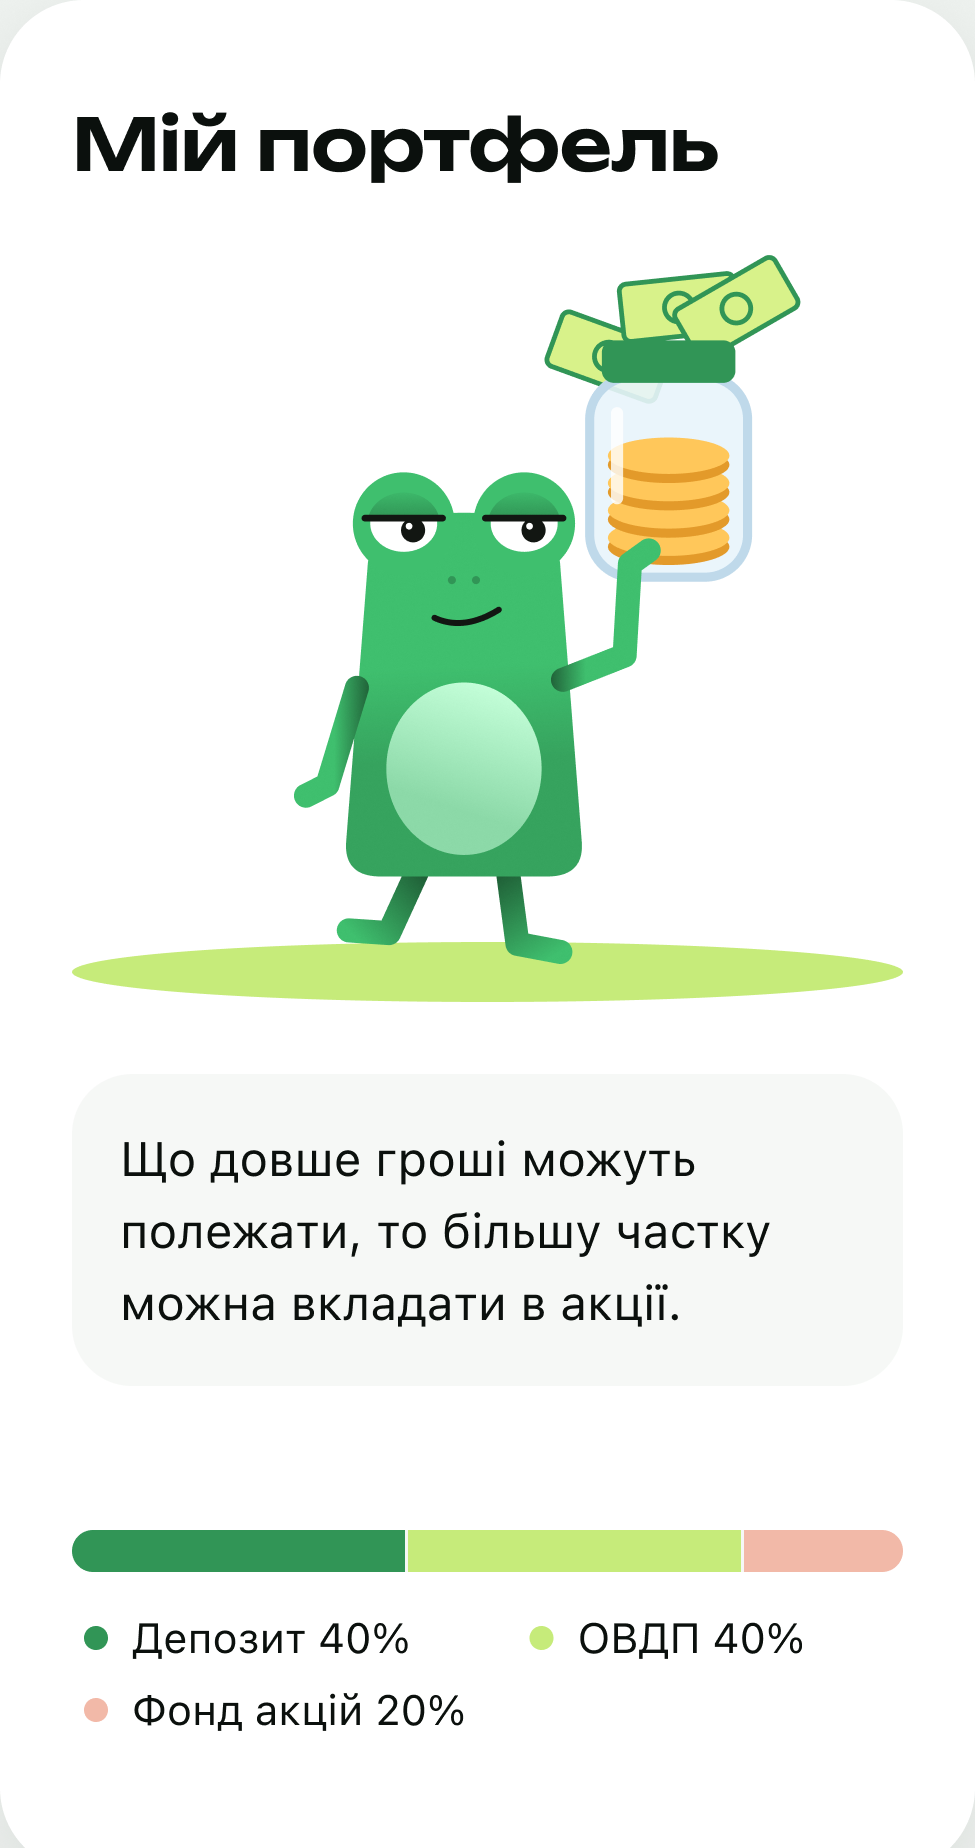 Мій портфель
Що довше гроші можуть
полежати, то більшу частку
можна вкладати в акції.
Депозит 40%
ОВДП 40%
Фонд акцій 20%